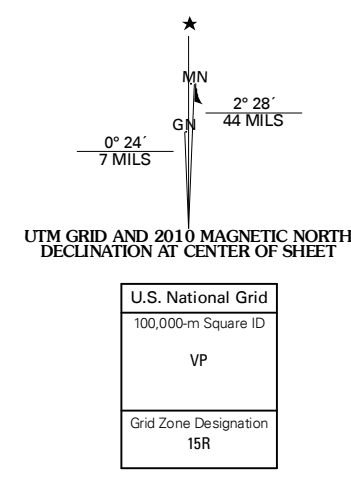 MN
2° 28´
44 MILS
GN
0° 24´
7 MILS
UTM GRID AND 2010 MAGNETIC NORTH
DECLINATION AT CENTER OF SHEET
U.S. National Grid
100,000-m Square ID
VP
Grid Zone Designation
15R